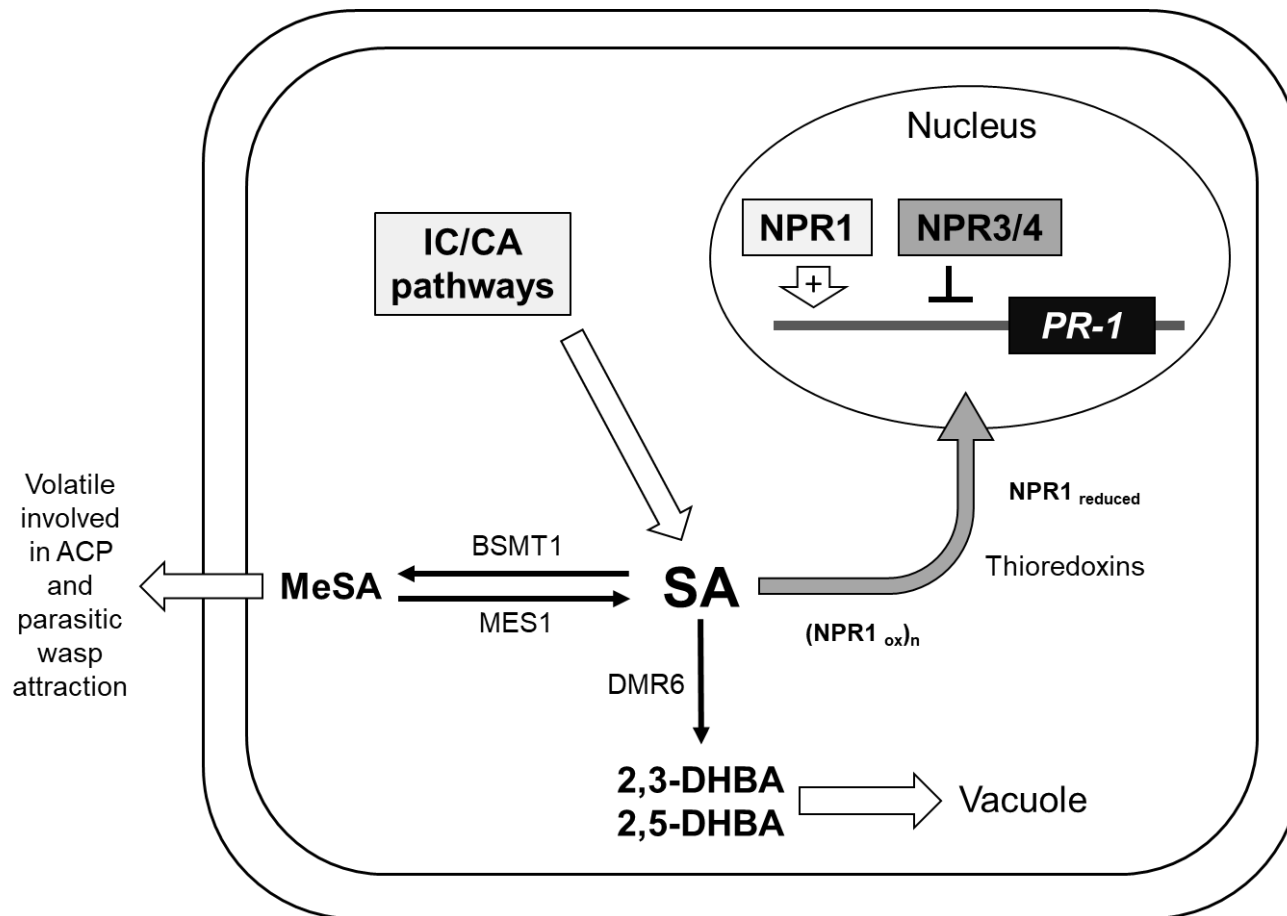 Nucleus
NPR1
NPR3/4
+
PR-1
IC/CA
pathways
NPR1 reduced
Thioredoxins
Volatile
involved
in ACP
and
parasitic
wasp
attraction
BSMT1
MeSA
SA
MES1
(NPR1 ox)n
DMR6
2,3-DHBA
2,5-DHBA
Vacuole